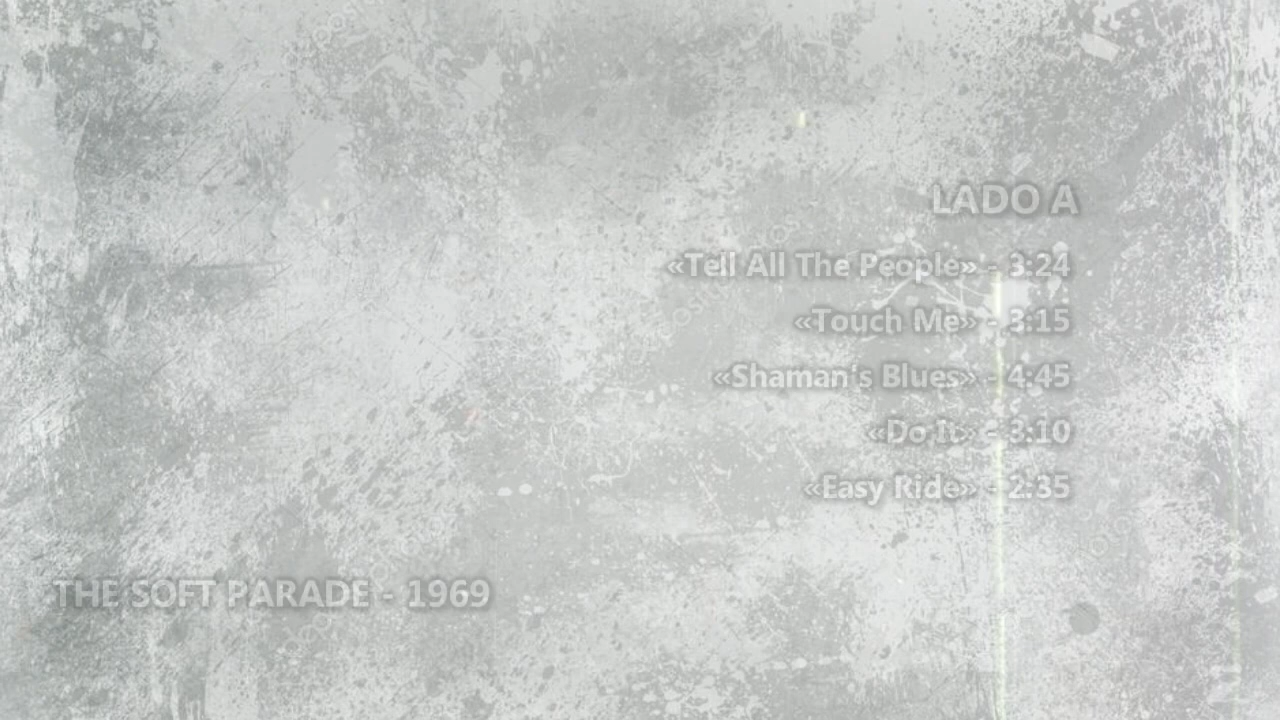 LADO A
«Tell All The People» - 3:24
«Touch Me» - 3:15
«Shaman's Blues» - 4:45
«Do It» - 3:10
«Easy Ride» - 2:35
THE SOFT PARADE - 1969